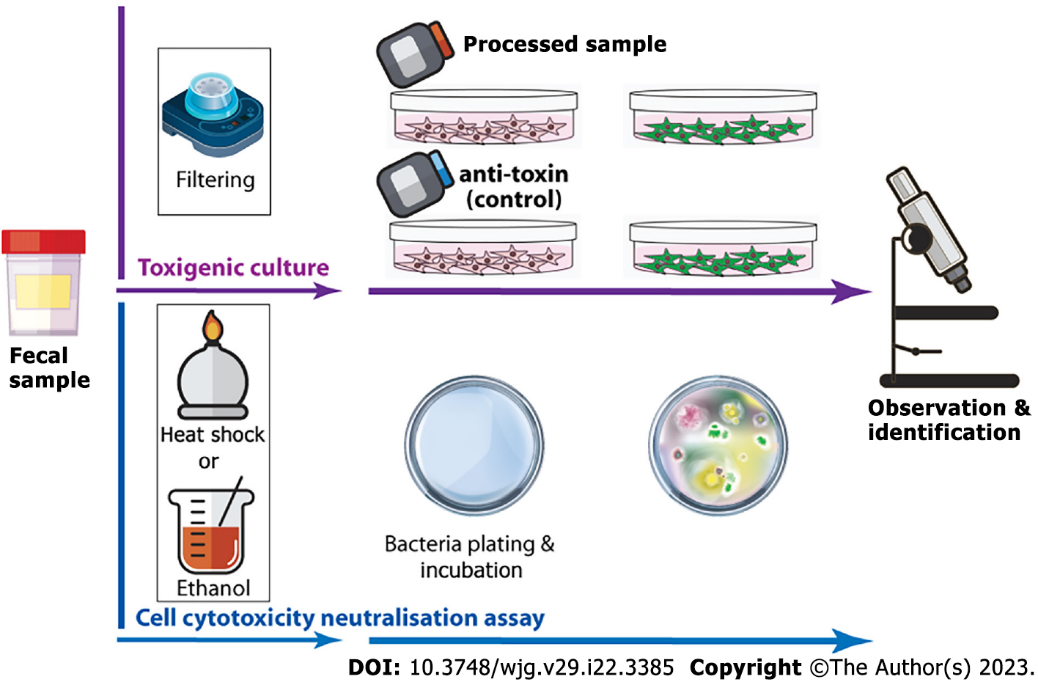 Processed sample
Filtering
anti-toxin
(control)
Toxigenic culture
Fecal
sample
Heat shock
or
Ethanol
Bacteria plating &
incubation
Observation &
identification
Cell cytotoxicity neutralisation assay
DOI: 10.3748/wjg.v29.i22.3385 Copyright ©The Author(s) 2023.